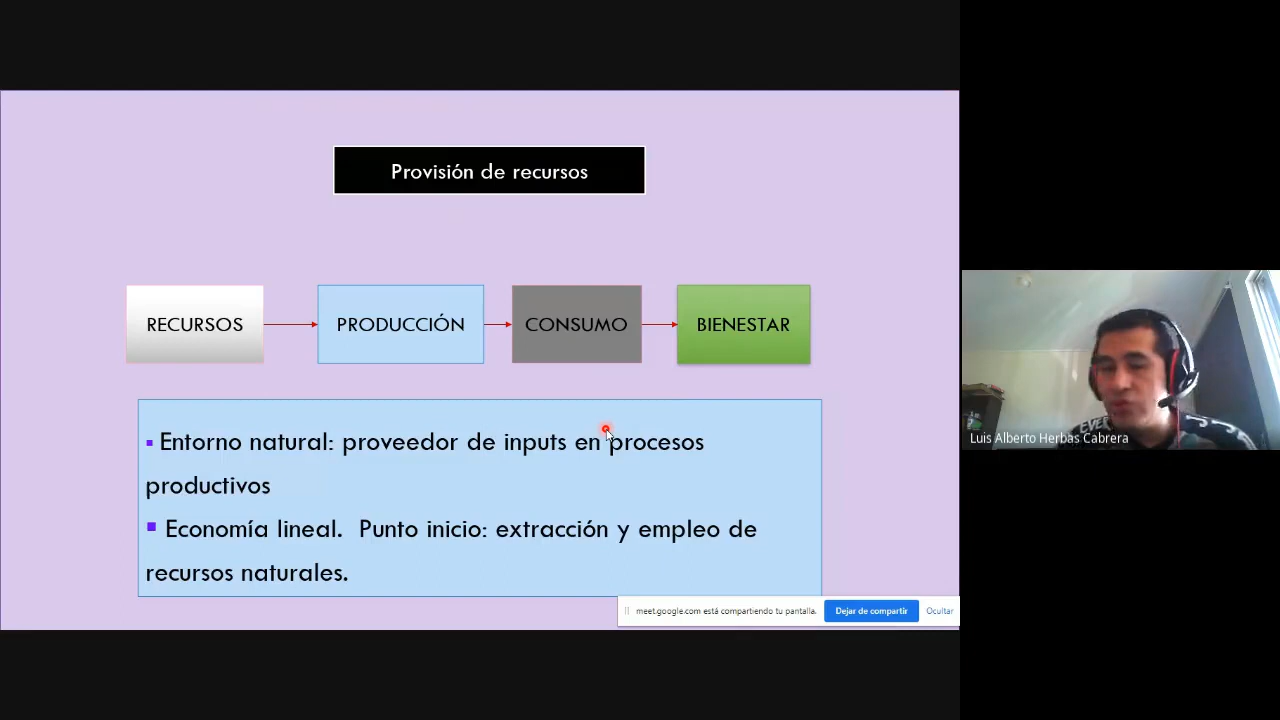 Provisión de recursos
RECURSOS
PRODUCCIÓN
CONSUMO
BIENESTAR
▪ Entorno natural: proveedor de inputs en procesos
productivos
▪ Economía lineal. Punto inicio: extracción y empleo de
recursos naturales.
meet.google.com está compartiendo tu pantalla.
Dejar de compartir
Ocultar
EVER
Luis Alberto Herbas Cabrera